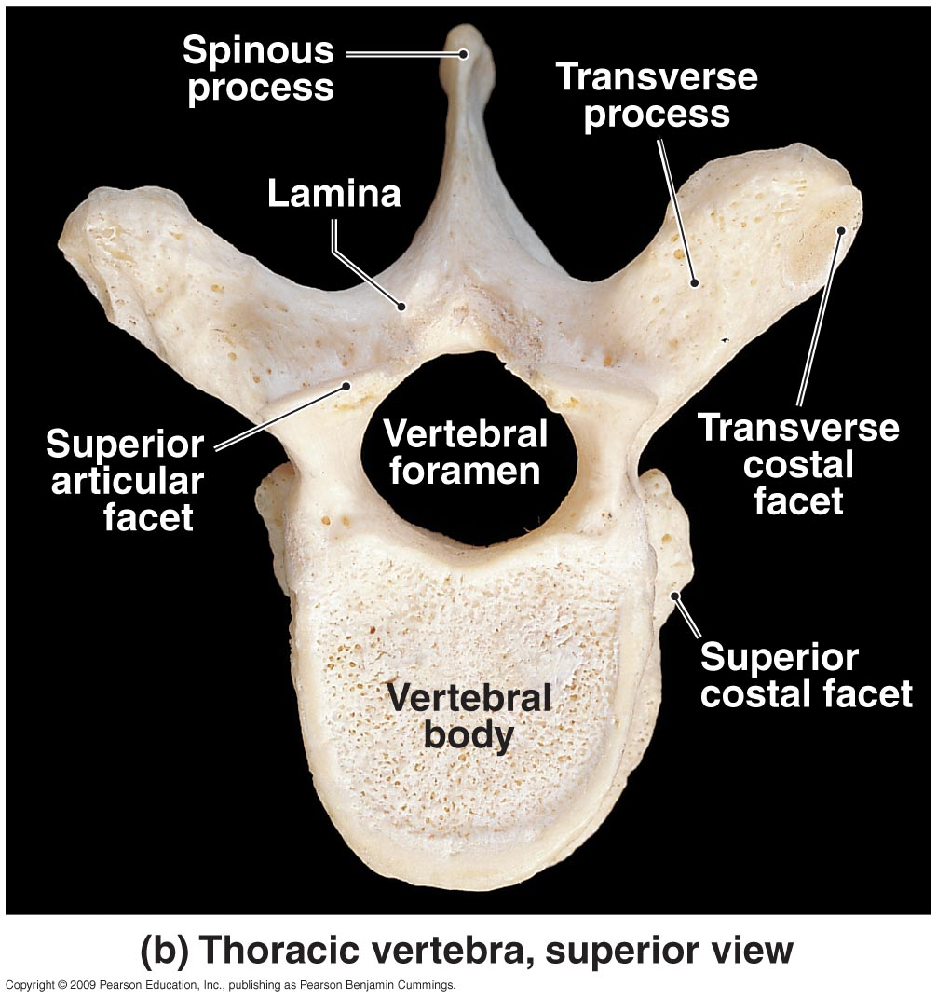 Spinous
process
Transverse
process
Lamina
Superior
articular
facet
Vertebral
foramen
Transverse
costal
facet
Superior
costal facet
Vertebral
body
(b) Thoracic vertebra, superior view
Copyright © 2009 Pearson Education, Inc., publishing as Pearson Benjamin Cummings.